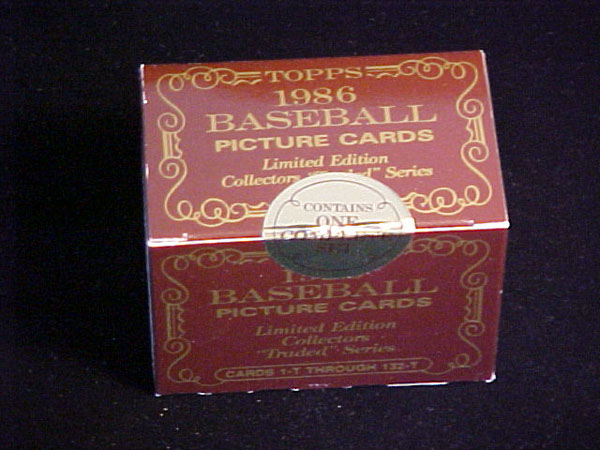 TOPPS
1986
BASEBALL
PICTURE CARDS
Limited Edition
Collectors Series
CONTAINS
ONE
BASEBALL
PICTURE CARDS
Limited Edition
Collectors
"Traded" Series
CARDS 1-T THROUGH 132-T